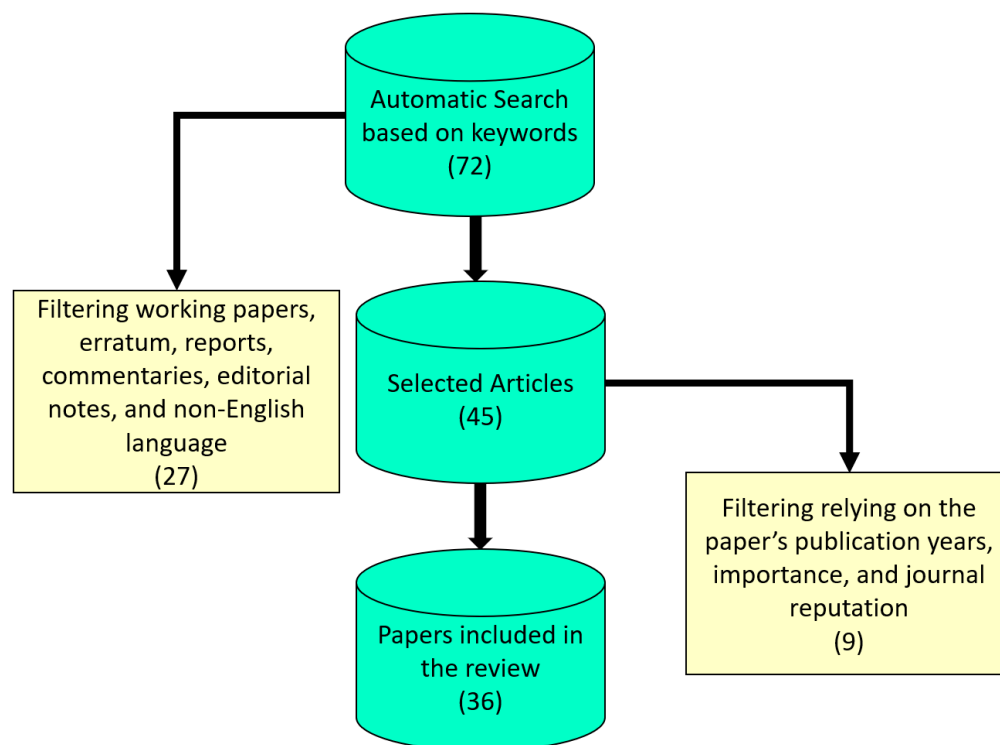 Automatic Search
based on keywords
(72)
Filtering working papers,
erratum, reports,
commentaries, editorial
notes, and non-English
language
(27)
Selected Articles
(45)
Filtering relying on the
paper’s publication years,
importance, and journal
reputation
(9)
Papers included in
the review
(36)